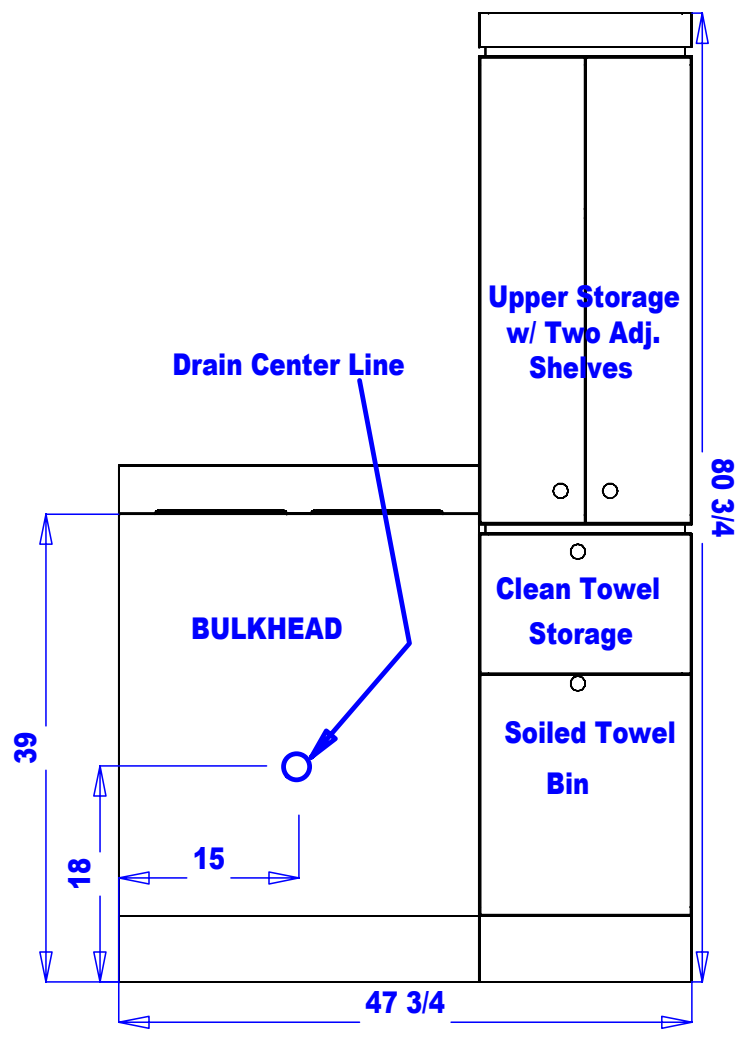 Upper Storage
w/ Two Adj.
Shelves
Drain Center Line
80 3/4
Clean Towel
Storage
BULKHEAD
Soiled Towel
Bin
39
18
15
47 3/4